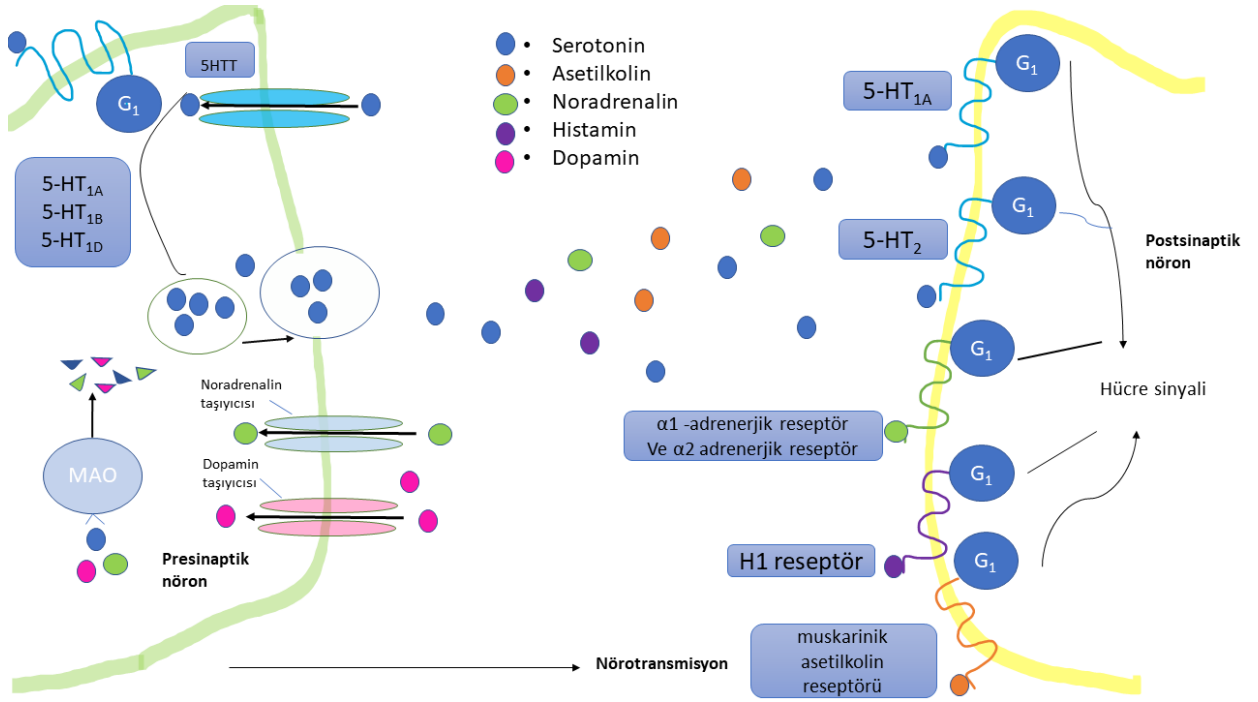 5HTT
G1
5-HT1A
5-HT1B
5-HT1D
• Serotonin
• Asetilkolin
• Noradrenalin
• Histamin
• Dopamin
Noradrenalin
taşıyıcısı
Dopamin
taşıyıcısı
MAO
Presinaptik
nöron
Nörotransmisyon
5-HT1A
G1
5-HT2
G1
Postsinaptik
nöron
G1
Hücre sinyali
α1 -adrenerjik reseptör
Ve α2 adrenerjik reseptör
G1
H1 reseptör
G1
muskarinik
asetilkolin
reseptörü